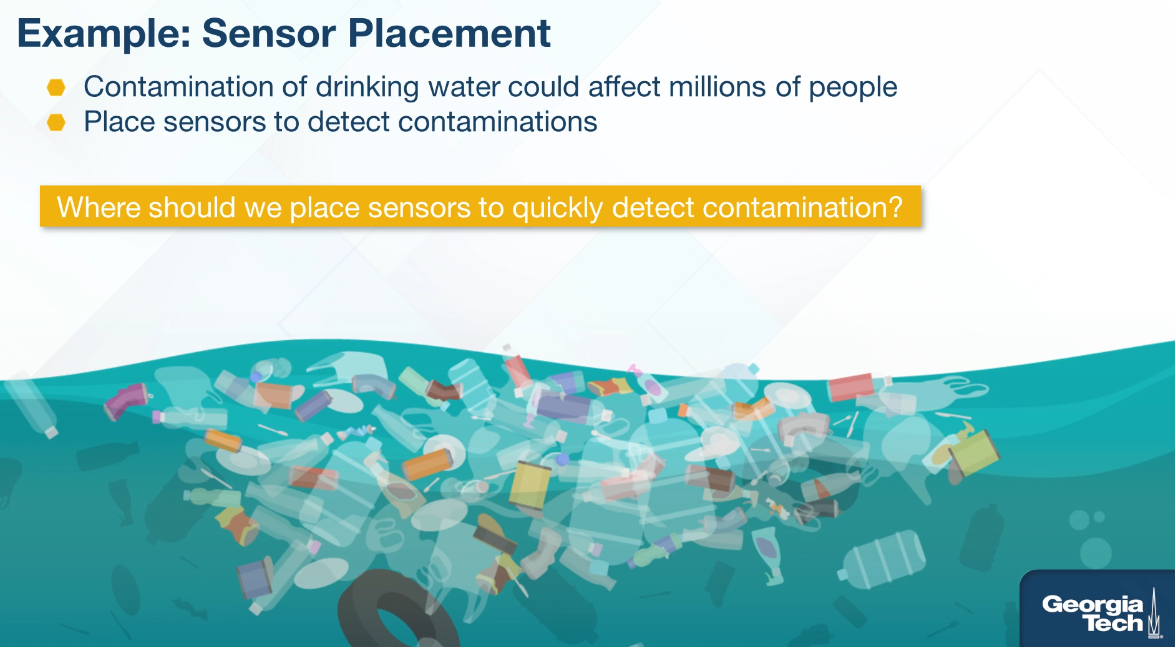 Example: Sensor Placement
Contamination of drinking water could affect millions of people
Place sensors to detect contaminations
Where should we place sensors to quickly detect contamination?
Georgia
Tech